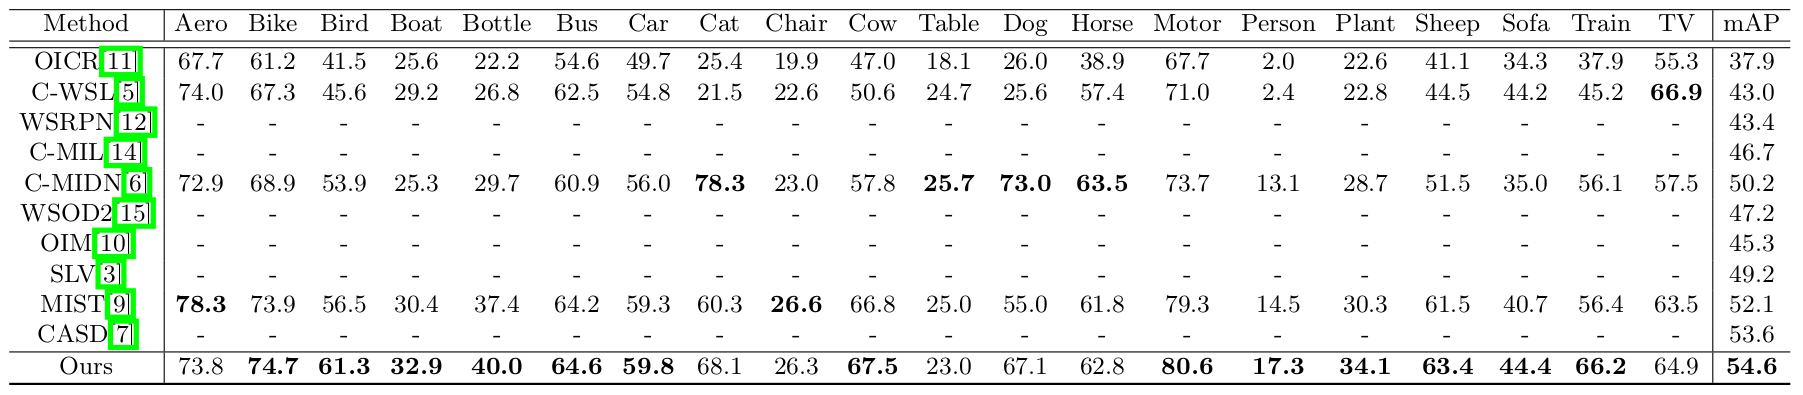 Method Aero Bike Bird Boat Bottle Bus Car Cat Chair Cow Table Dog Horse Motor Person Plant Sheep Sofa Train TV mAP
OICR [11] 67.7 61.2 41.5 25.6 22.2 54.6 49.7 25.4 19.9 47.0 18.1 26.0 38.9 67.7 2.0 22.6 41.1 34.3 37.9 55.3 37.9
C-WSL [5] 74.0 67.3 45.6 29.2 26.8 62.5 54.8 21.5 22.6 50.6 24.7 25.6 57.4 71.0 2.4 22.8 44.5 44.2 45.2 66.9 43.0
WSRPN [12] - - - - - - - - - - - - - - - - - - - - 43.4
C-MIL [14] - - - - - - - - - - - - - - - - - - - - 46.7
C-MIDN [6] 72.9 68.9 53.9 25.3 29.7 60.9 56.0 78.3 23.0 57.8 25.7 73.0 63.5 73.7 13.1 28.7 51.5 35.0 56.1 57.5 50.2
WSOD2 [15] - - - - - - - - - - - - - - - - - - - - 47.2
OIM [10] - - - - - - - - - - - - - - - - - - - - 45.3
SLV [3] - - - - - - - - - - - - - - - - - - - - 49.2
MIST [9] 78.3 73.9 56.5 30.4 37.4 64.2 59.3 60.3 26.6 66.8 25.0 55.0 61.8 79.3 14.5 30.3 61.5 40.7 56.4 63.5 52.1
CASD [7] - - - - - - - - - - - - - - - - - - - - 53.6
Ours 73.8 74.7 61.3 32.9 40.0 64.6 59.8 68.1 26.3 67.5 23.0 67.1 62.8 80.6 17.3 34.1 63.4 44.4 66.2 64.9 54.6